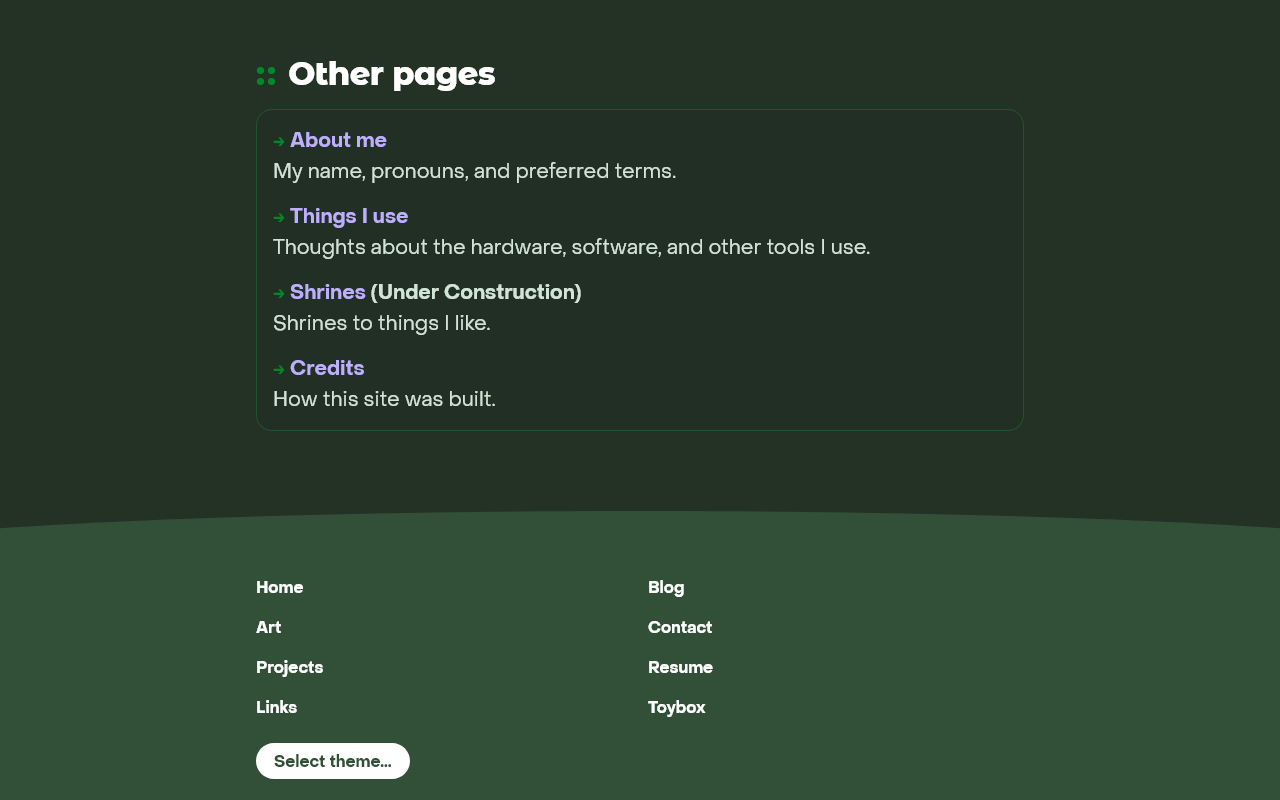 Other pages
→ About me
My name, pronouns, and preferred terms.
→ Things I use
Thoughts about the hardware, software, and other tools I use.
→ Shrines (Under Construction)
Shrines to things I like.
→ Credits
How this site was built.
Home
Blog
Art
Contact
Projects
Resume
Links
Toybox
Select theme...